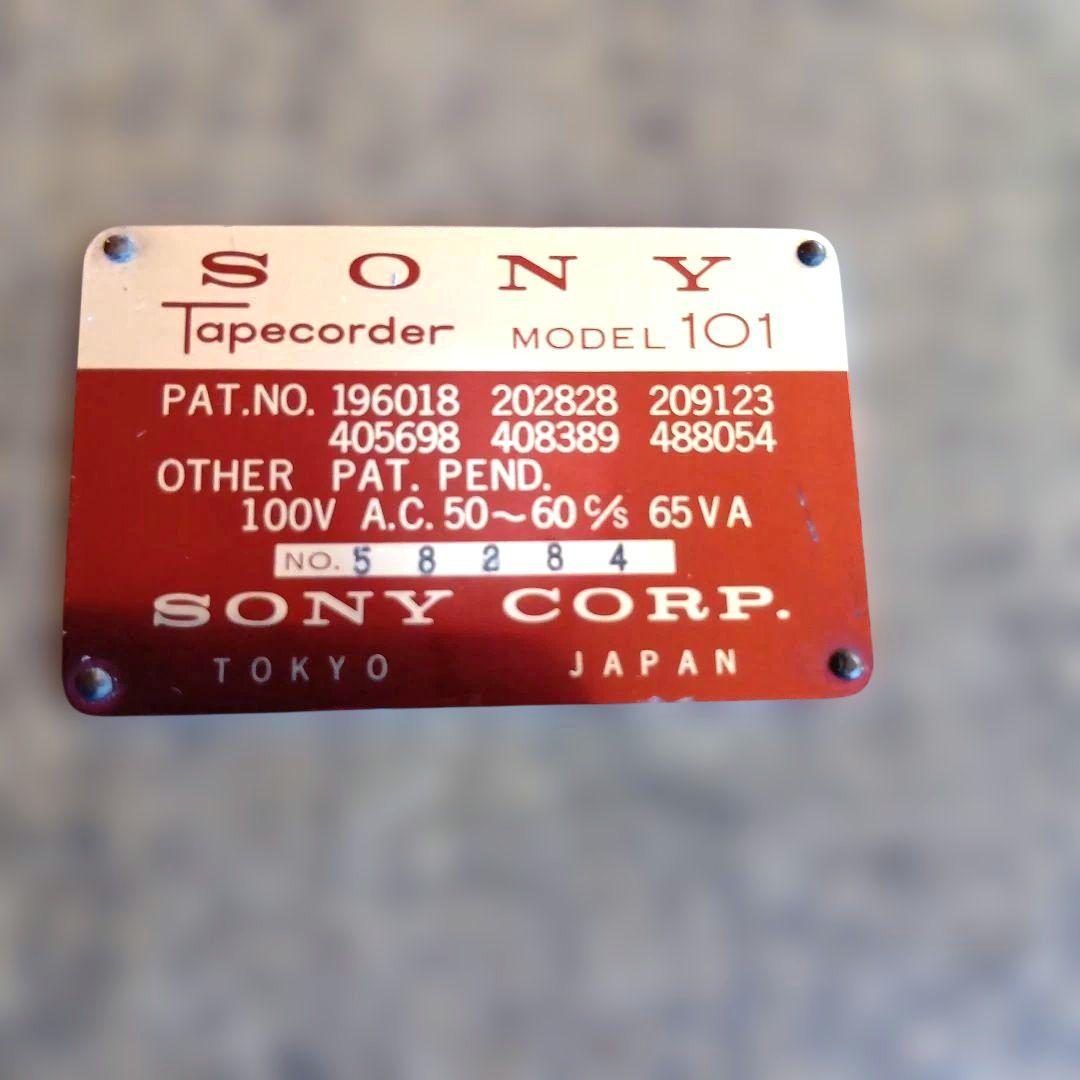 SONY
Tapecorder MODEL 101
PAT.NO. 196018 202828 209123
405698 408389 488054
OTHER PAT. PEND.
100V A.C. 50~60 c/s 65VA
NO. 58284
SONY CORP.
TOKYO JAPAN